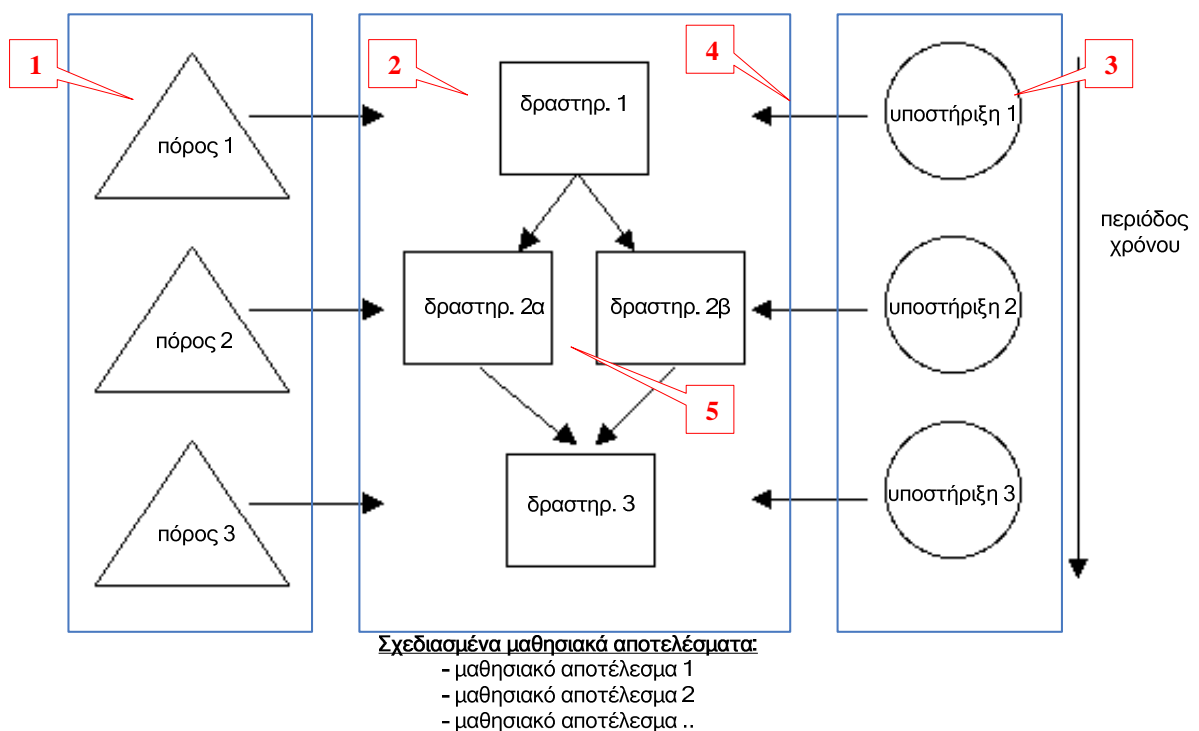 1
2
4
3
πόρος 1
δραστηρ. 1
υποστήριξη 1
περιόδος
χρόνου
πόρος 2
δραστηρ. 2α
δραστηρ. 2β
υποστήριξη 2
5
πόρος 3
δραστηρ. 3
υποστήριξη 3
Σχεδιασμένα μαθησιακά αποτελέσματα:
- μαθησιακό αποτέλεσμα 1
- μαθησιακό αποτέλεσμα 2
- μαθησιακό αποτέλεσμα ..